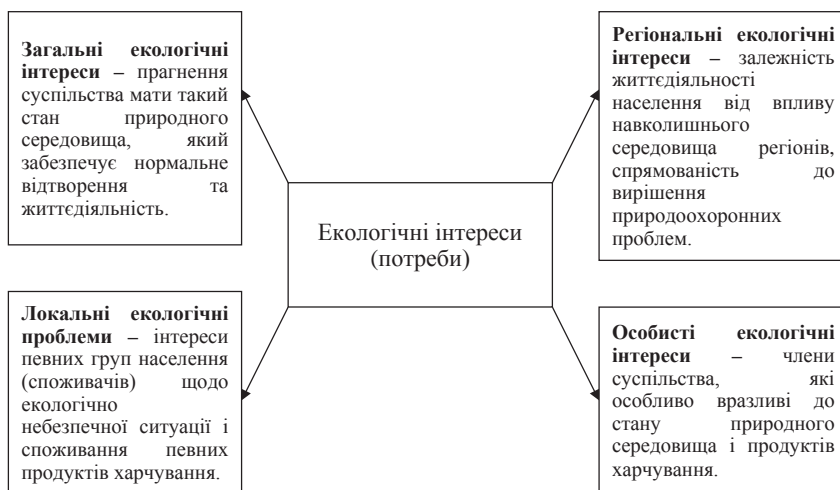 Загальні екологічні
інтереси – прагнення
суспільства мати такий
стан природного
середовища, який
забезпечує нормальне
відтворення та
життєдіяльність.
Регіональні екологічні
інтереси – залежність
життєдіяльності
населення від впливу
навколишнього
середовища регіонів,
спрямованість до
вирішення
природоохоронних
проблем.
Екологічні інтереси
(потреби)
Локальні екологічні
проблеми – інтереси
певних груп населення
(споживачів) щодо
екологічно
небезпечної ситуації і
споживання певних
продуктів харчування.
Особисті екологічні
інтереси – члени
суспільства, які
особливо вразливі до
стану природного
середовища і продуктів
харчування.